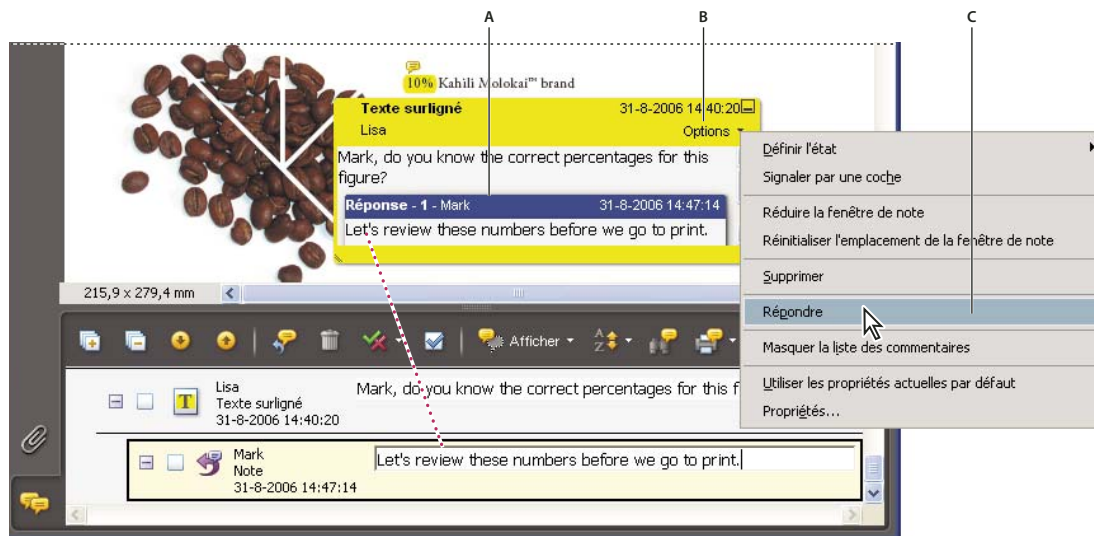 A B C
10% Kahili Molokai™ brand
Texte surligné 31-8-2006 14:40:20
Lisa Options
Mark, do you know the correct percentages for this
figure?
Réponse - 1 - Mark 31-8-2006 14:47:14
Let's review these numbers before we go to print.
Définir l'état
Signaler par une coche
Réduire la fenêtre de note
Réinitialiser l'emplacement de la fenêtre de note
Supprimer
Répondre
Masquer la liste des commentaires
Utiliser les propriétés actuelles par défaut
Propriétés...
215,9 x 279,4 mm
Afficher
A
Z
T
Lisa
Texte surligné
31-8-2006 14:40:20
Mark, do you know the correct percentages for this f
Mark
Note
31-8-2006 14:47:14
Let's review these numbers before we go to print.